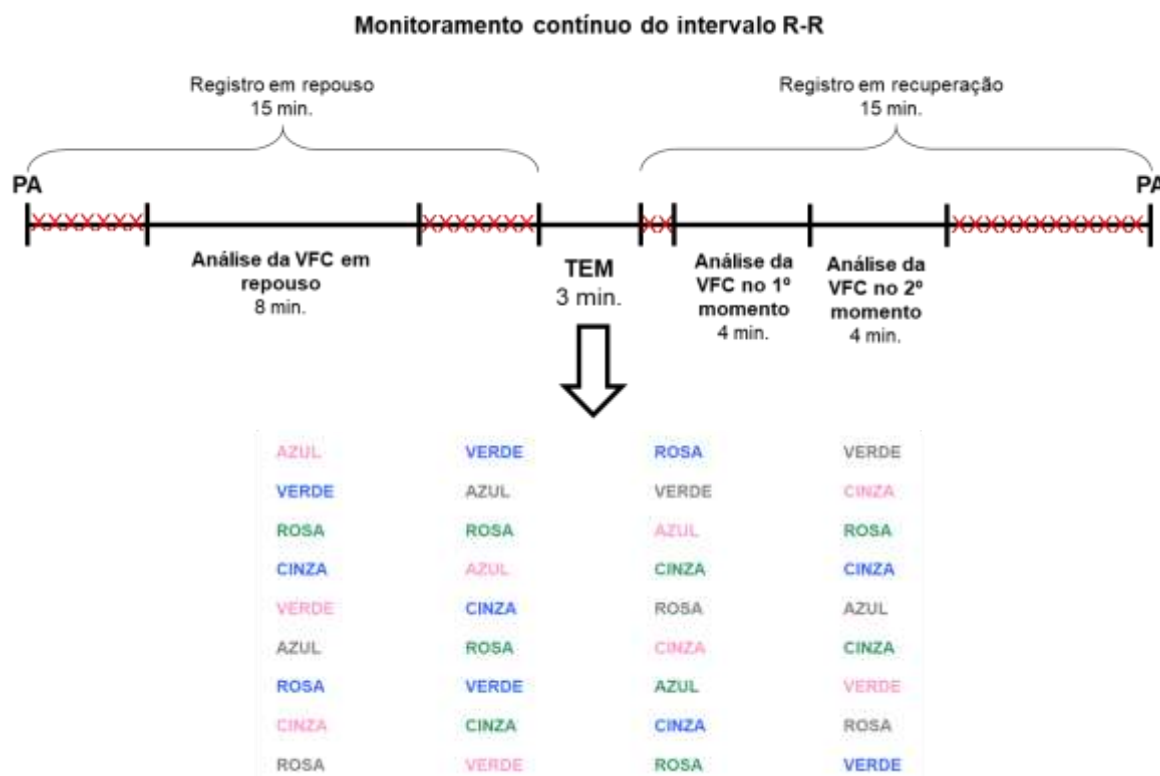 Monitoramento contínuo do intervalo R-R
Registro em repouso
15 min.
Registro em recuperação
15 min.
PA
PA
Análise da VFC em
repouso
8 min.
TEM
3 min.
Análise da
VFC no 1º
momento
4 min.
Análise da
VFC no 2º
momento
4 min.
AZUL VERDE ROSA VERDE
VERDE AZUL VERDE CINZA
ROSA ROSA AZUL ROSA
CINZA AZUL CINZA CINZA
VERDE CINZA ROSA AZUL
AZUL ROSA CINZA CINZA
ROSA VERDE AZUL VERDE
CINZA CINZA CINZA ROSA
ROSA VERDE ROSA VERDE